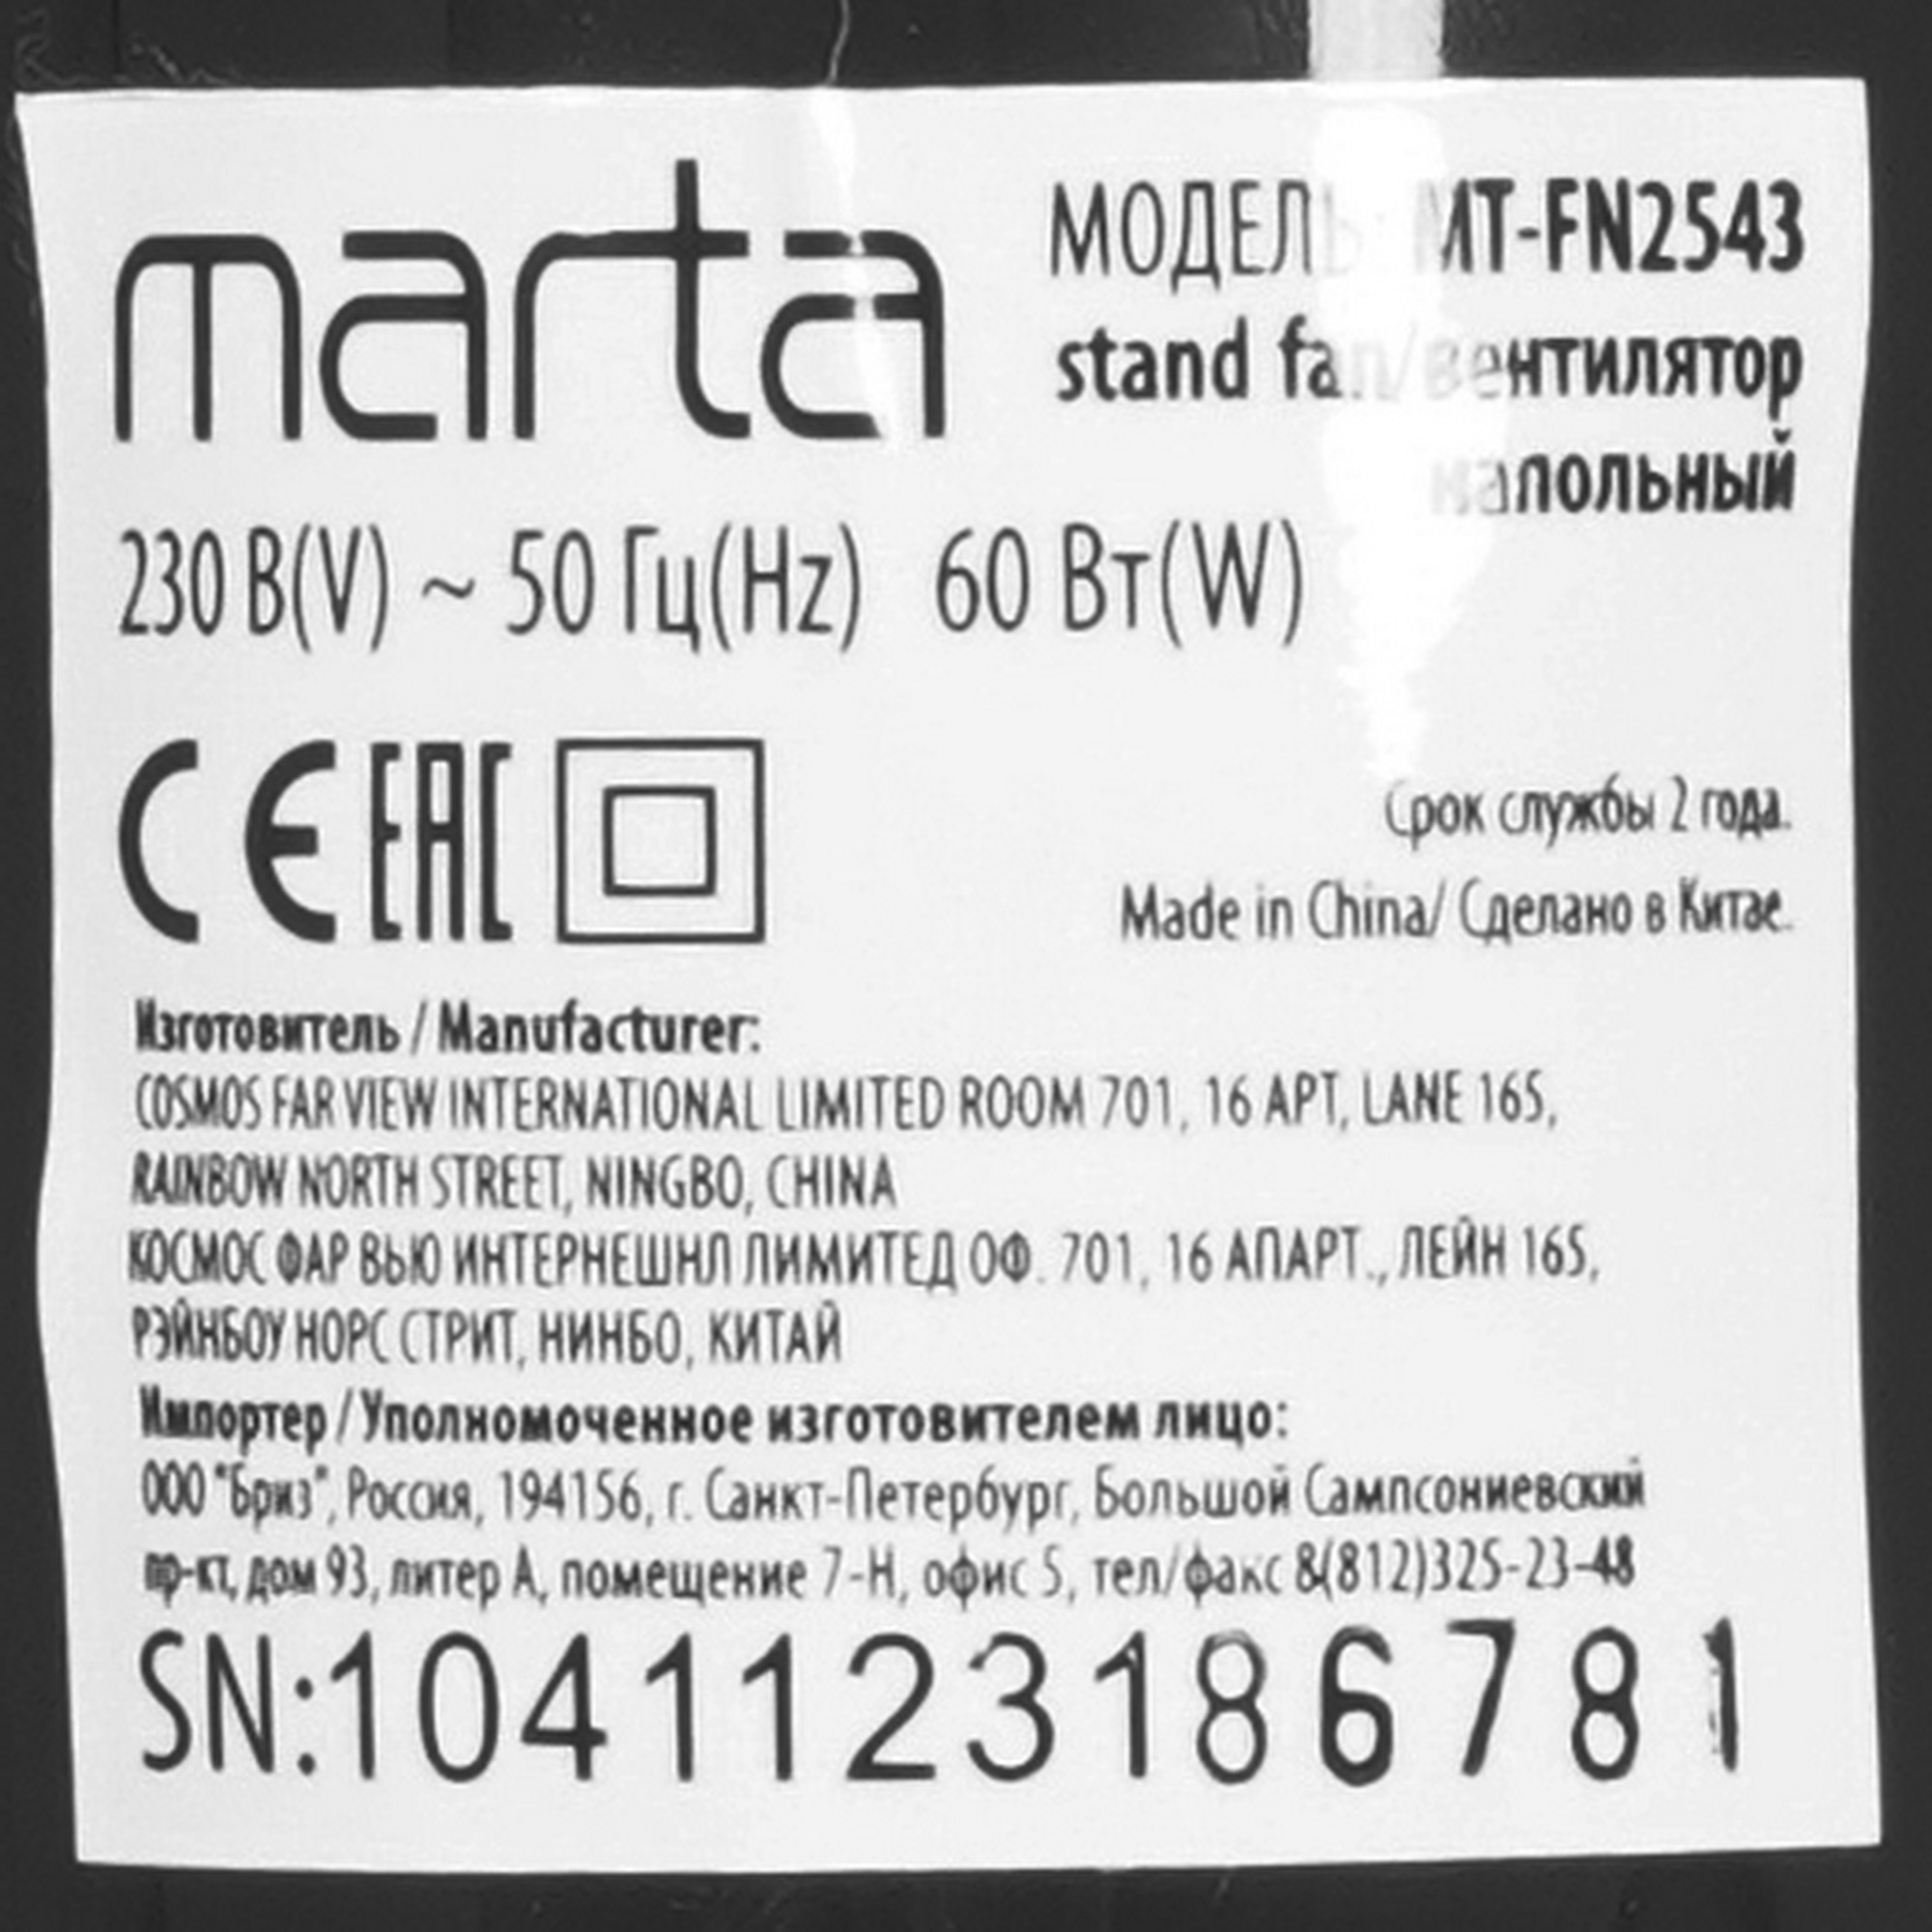 marta
МОДЕЛЬ: MT-FN2543
stand fan/вентилятор
напольный
230 В(V) ~ 50 Гц(Hz) 60 Вт(W)
CE EAC
Срок службы 2 года.
Made in China/ Сделано в Китае.
Изготовитель / Manufacturer:
COSMOS FAR VIEW INTERNATIONAL LIMITED ROOM 701, 16 APT, LANE 165,
RAINBOW NORTH STREET, NINGBO, CHINA
КОСМОС ФАР ВЬЮ ИНТЕРНЕШНЛ ЛИМИТЕД ОФ. 701, 16 АПАРТ., ЛЕЙН 165,
РЭЙНБОУ НОРС СТРИТ, НИНБО, КИТАЙ
Импортер / Уполномоченное изготовителем лицо:
ООО "Бриз", Россия, 194156, г. Санкт-Петербург, Большой Сампсониевский
пр-кт, дом 93, литер А, помещение 7-Н, офис 5, тел/факс 8(812)325-23-48
SN:1041123186781